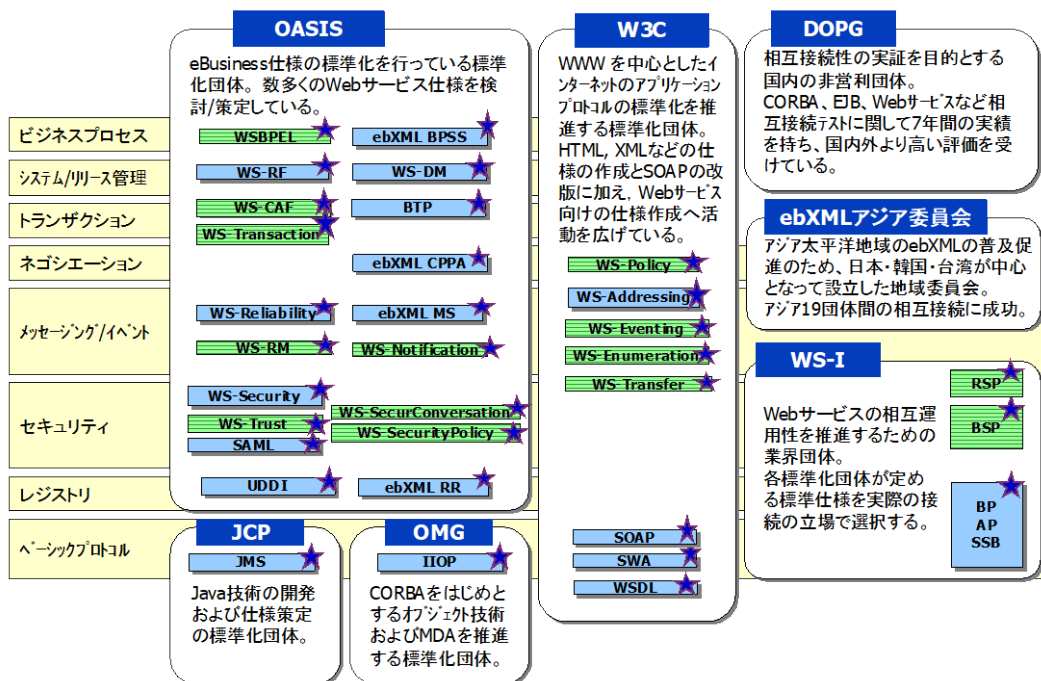 OASIS
eBusiness仕様の標準化を行っている標準
化団体。数多くのWebサービス仕様を検
討/策定している。
W3C
WWW を中心としたイ
ンターネットのアプリケーション
プロトコルの標準化を推
進する標準化団体。
HTML, XMLなどの仕
様の作成とSOAPの改
版に加え，Webサービス
向けの仕様作成へ活
動を広げている。
DOPG
相互接続性の実証を目的とする
国内の非営利団体。
CORBA、EJB、Webサービスなど相
互接続テストに関して7年間の実績
を持ち、国内外より高い評価を受
けている。
ビジネスプロセス
WSBPEL
ebXML BPSS
システム/リリース管理
WS-RF
WS-DM
トランザクション
WS-CAF
BTP
WS-Transaction
ネゴシエーション
ebXML CPPA
メッセージング/イベント
WS-Reliability
ebXML MS
WS-RM
WS-Notification
セキュリティ
WS-Security
WS-Trust
WS-SecurConversation
WS-SecurityPolicy
SAML
レジストリ
UDDI
ebXML RR
ベーシックプロトコル
WS-Policy
WS-Addressing
WS-Eventing
WS-Enumeration
WS-Transfer
SOAP
SWA
WSDL
ebXMLアジア委員会
アジア太平洋地域のebXMLの普及促
進のため、日本・韓国・台湾が中心
となって設立した地域委員会。
アジア19団体間の相互接続に成功。
WS-I
RSP
BSP
Webサービスの相互運
用性を推進するための
業界団体。
各標準化団体が定め
る標準仕様を実際の接
続の立場で選択する。
BP
AP
SSB
JCP
JMS
Java技術の開発
および仕様策定
の標準化団体。
OMG
IIOP
CORBAをはじめと
するオブジェクト技術
およびMDAを推進
する標準化団体。